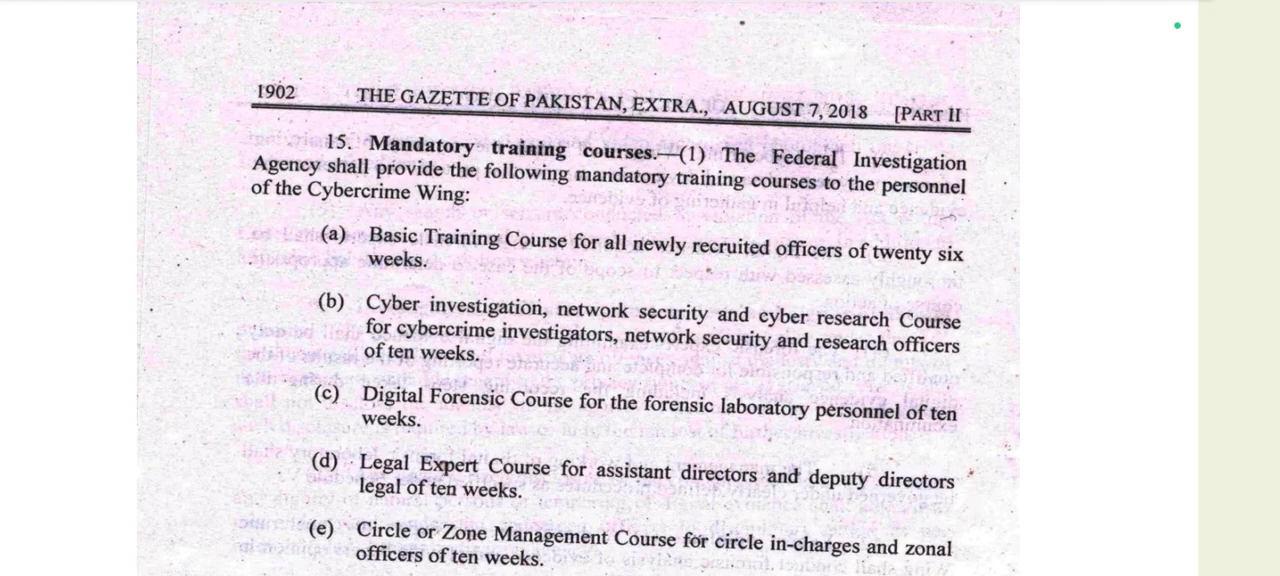 1902 THE GAZETTE OF PAKISTAN, EXTRA., AUGUST 7, 2018 [PART II
15. Mandatory training courses.—(1) The Federal Investigation
Agency shall provide the following mandatory training courses to the personnel
of the Cybercrime Wing:
(a) Basic Training Course for all newly recruited officers of twenty six
weeks.
(b) Cyber investigation, network security and cyber research Course
for cybercrime investigators, network security and research officers
of ten weeks.
(c) Digital Forensic Course for the forensic laboratory personnel of ten
weeks.
(d) Legal Expert Course for assistant directors and deputy directors
legal of ten weeks.
(e) Circle or Zone Management Course for circle in-charges and zonal
officers of ten weeks.